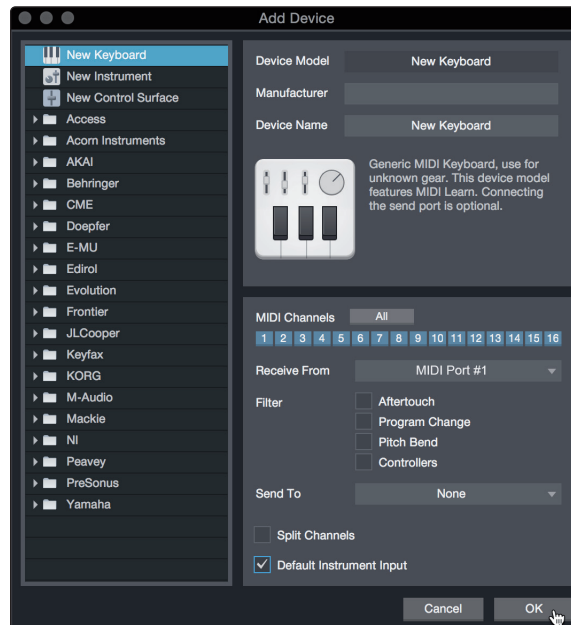 Add Device
New Keyboard
New Instrument
New Control Surface
Access
Acorn Instruments
AKAI
Behringer
CME
Doepfer
E-MU
Edirol
Evolution
Frontier
JLCooper
Keyfax
KORG
M-Audio
Mackie
NI
Peavey
PreSonus
Yamaha
Device Model New Keyboard
Manufacturer
Device Name New Keyboard
Generic MIDI Keyboard, use for
unknown gear. This device model
features MIDI Learn. Connecting
the send port is optional.
MIDI Channels All
1 2 3 4 5 6 7 8 9 10 11 12 13 14 15 16
Receive From MIDI Port #1
Filter Aftertouch
Program Change
Pitch Bend
Controllers
Send To None
Split Channels
Default Instrument Input
Cancel OK